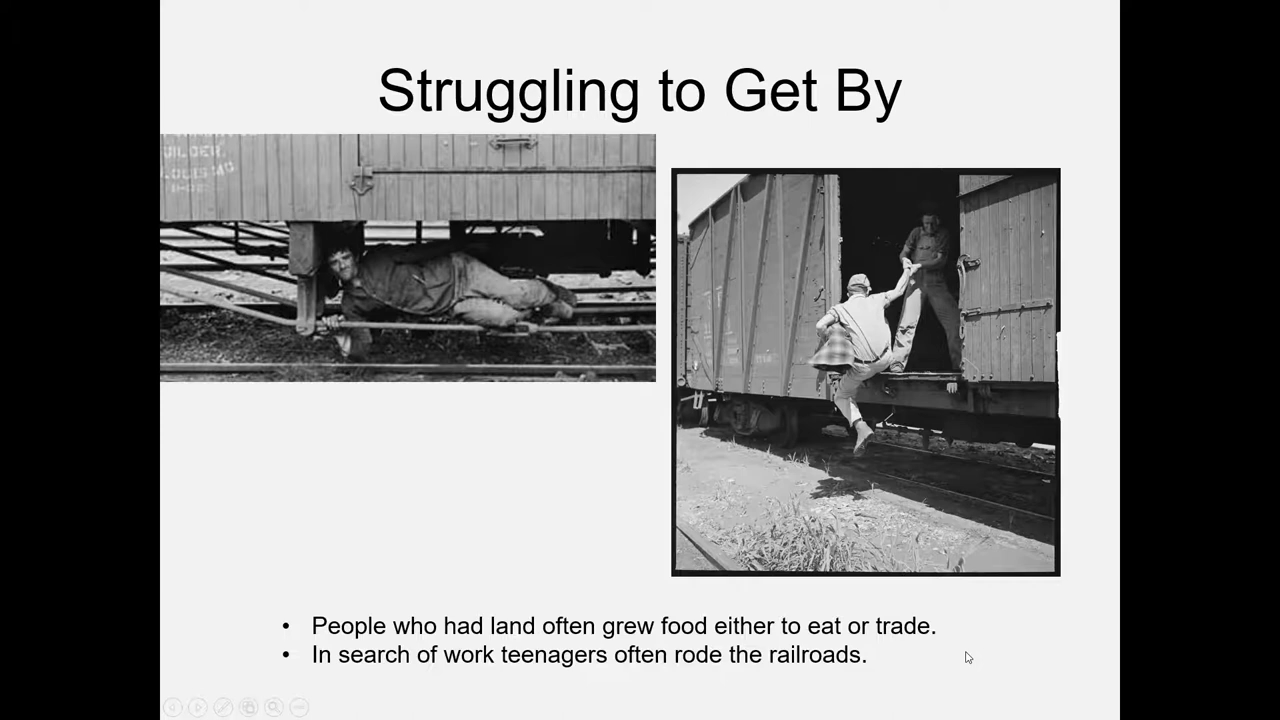 Struggling to Get By
UILDER.
• People who had land often grew food either to eat or trade.
• In search of work teenagers often rode the railroads.